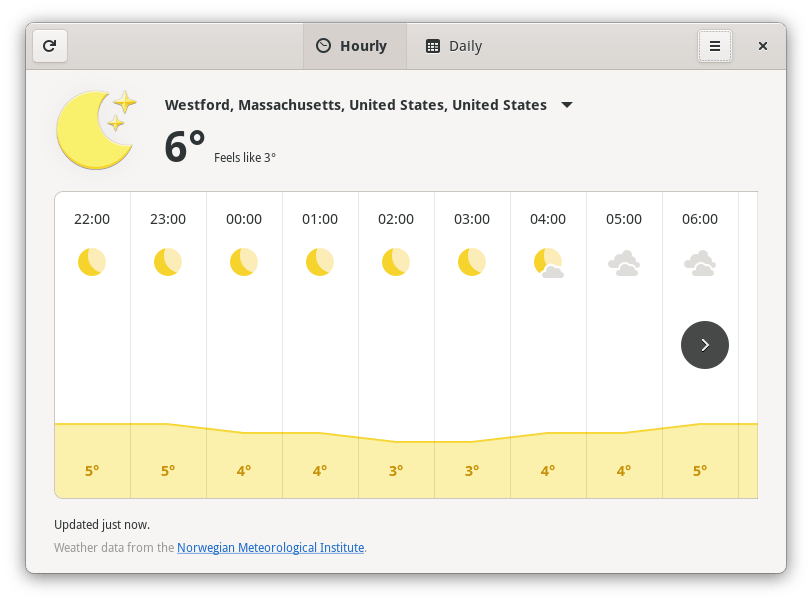 Hourly Daily
Westford, Massachusetts, United States, United States
6° Feels like 3°
22:00 23:00 00:00 01:00 02:00 03:00 04:00 05:00 06:00
5° 5° 4° 4° 3° 3° 4° 4° 5°
Updated just now.
Weather data from the Norwegian Meteorological Institute.